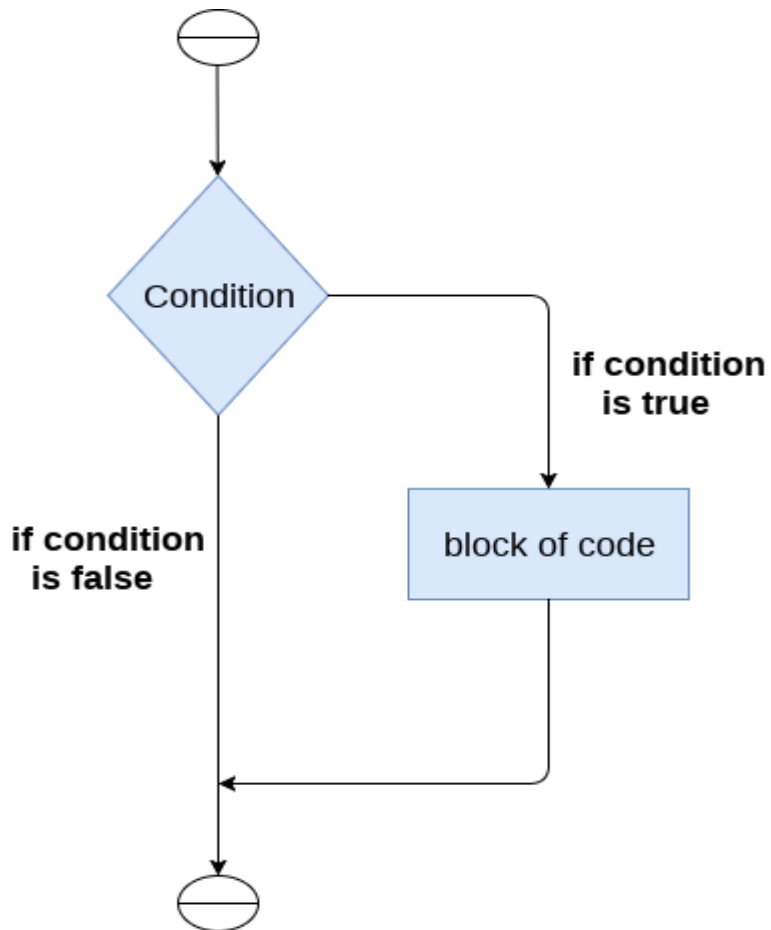 Condition
if condition
is true
if condition
is false
block of code